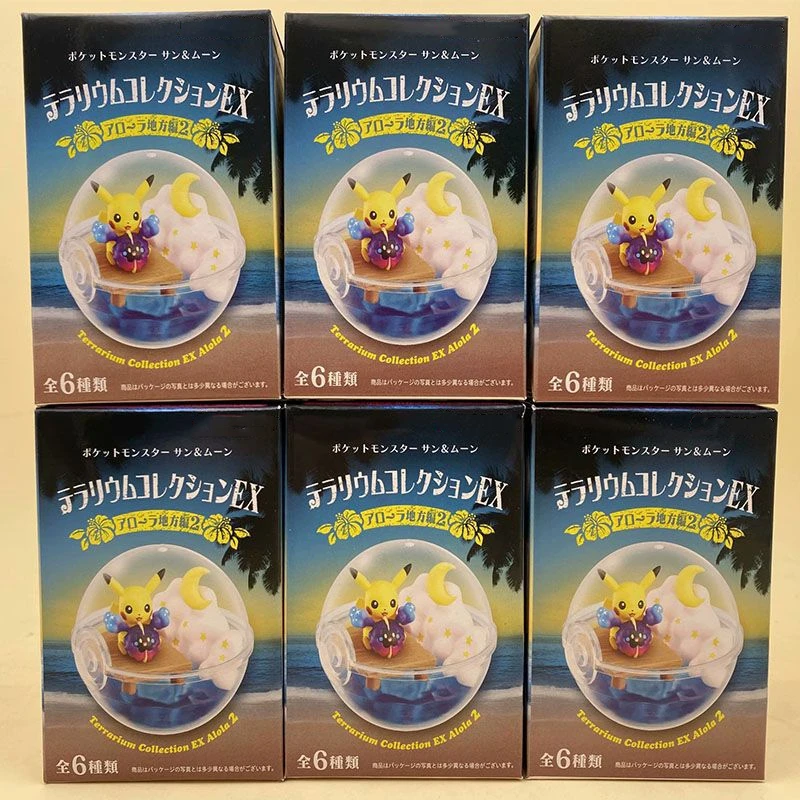 ポケットモンスター サン&ムーン
テラリウムコレクションEX
アローラ地方編2
Terrarium Collection EX Alola 2
全6種類 商品はパッケージの写真とは多少異なる場合がございます。
ポケットモンスター サン&ムーン
テラリウムコレクションEX
アローラ地方編2
Terrarium Collection EX Alola 2
全6種類 商品はパッケージの写真とは多少異なる場合がございます。
ポケットモンスター サン&ムーン
テラリウムコレクションEX
アローラ地方編2
Terrarium Collection EX Alola 2
全6種類 商品はパッケージの写真とは多少異なる場合がございます。
ポケットモンスター サン&ムーン
テラリウムコレクションEX
アローラ地方編2
Terrarium Collection EX Alola 2
全6種類 商品はパッケージの写真とは多少異なる場合がございます。
ポケットモンスター サン&ムーン
テラリウムコレクションEX
アローラ地方編2
Terrarium Collection EX Alola 2
全6種類 商品はパッケージの写真とは多少異なる場合がございます。
ポケットモンスター サン&ムーン
テラリウムコレクションEX
アローラ地方編2
Terrarium Collection EX Alola 2
全6種類 商品はパッケージの写真とは多少異なる場合がございます。